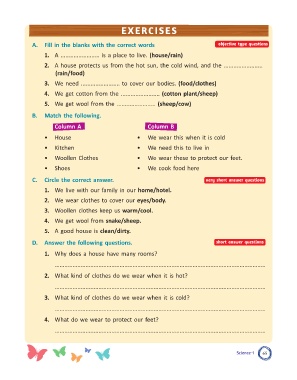 EXERCISES
A. Fill in the blanks with the correct words
objective type questions
1. A ........................ is a place to live. (house/rain)
2. A house protects us from the hot sun, the cold wind, and the ........................
(rain/food)
3. We need ........................ to cover our bodies. (food/clothes)
4. We get cotton from the ........................ (cotton plant/sheep)
5. We get wool from the ........................ (sheep/cow)
B. Match the following.
Column A Column B
• House • We wear this when it is cold
• Kitchen • We need this to live in
• Woollen Clothes • We wear these to protect our feet.
• Shoes • We cook food here
C. Circle the correct answer.
very short answer questions
1. We live with our family in our home/hotel.
2. We wear clothes to cover our eyes/body.
3. Woollen clothes keep us warm/cool.
4. We get wool from snake/sheep.
5. A good house is clean/dirty.
D. Answer the following questions.
short answer questions
1. Why does a house have many rooms?
2. What kind of clothes do we wear when it is hot?
3. What kind of clothes do we wear when it is cold?
4. What do we wear to protect our feet?
Science-1